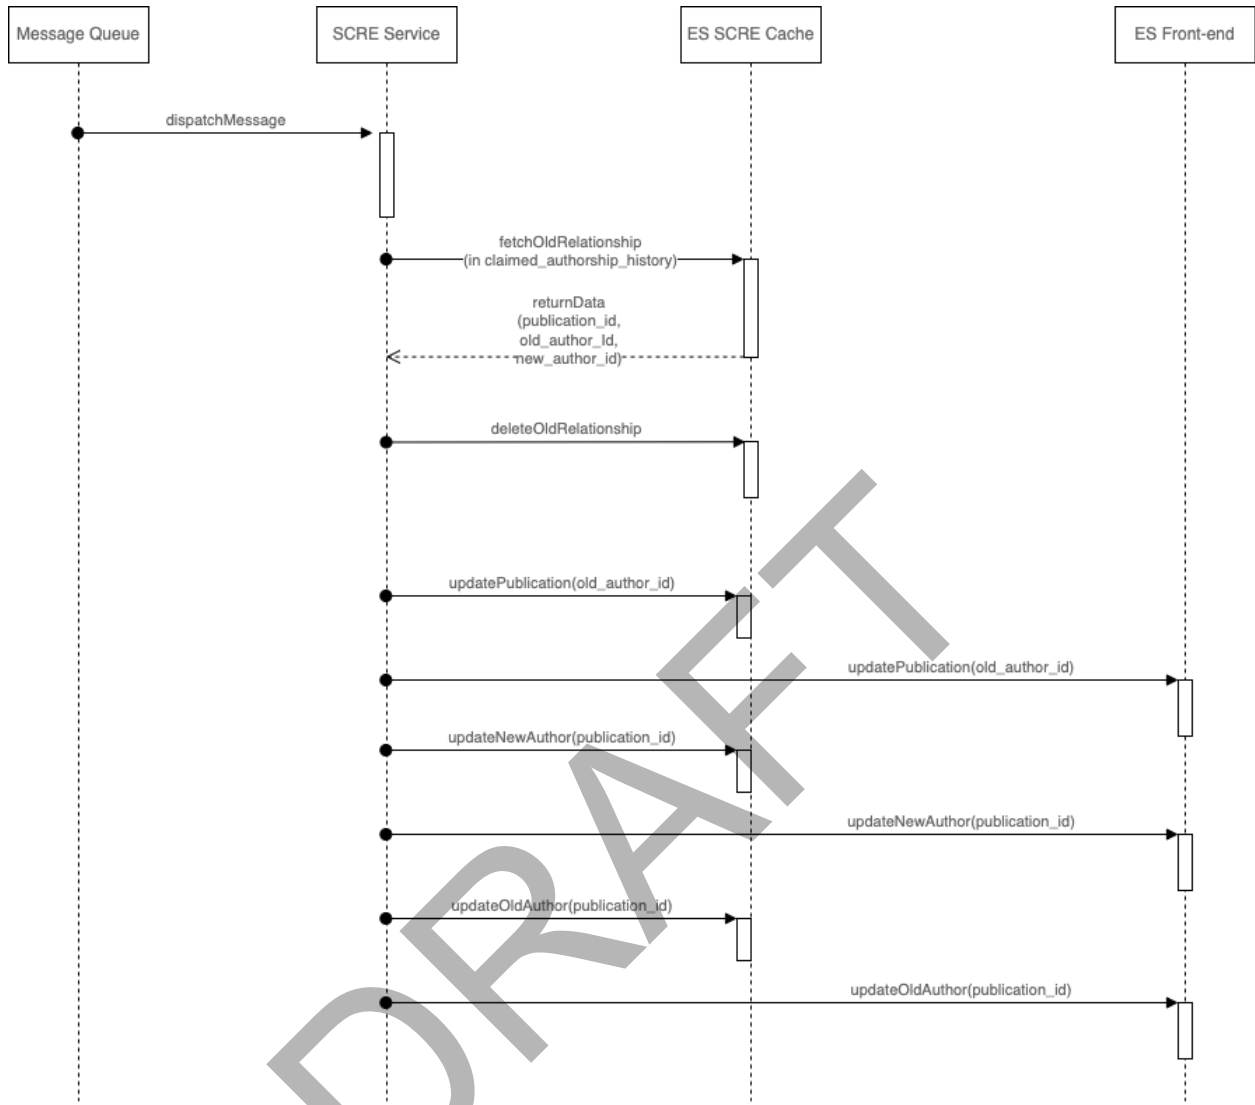 Message Queue
SCRE Service
ES SCRE Cache
ES Front-end
dispatchMessage
fetchOldRelationship
(in claimed_authorship_history)
returnData
(publication_id,
old_author_Id,
new_author_id)
deleteOldRelationship
updatePublication(old_author_id)
updatePublication(old_author_id)
updateNewAuthor(publication_id)
updateNewAuthor(publication_id)
updateOldAuthor(publication_id)
updateOldAuthor(publication_id)
DRAFT